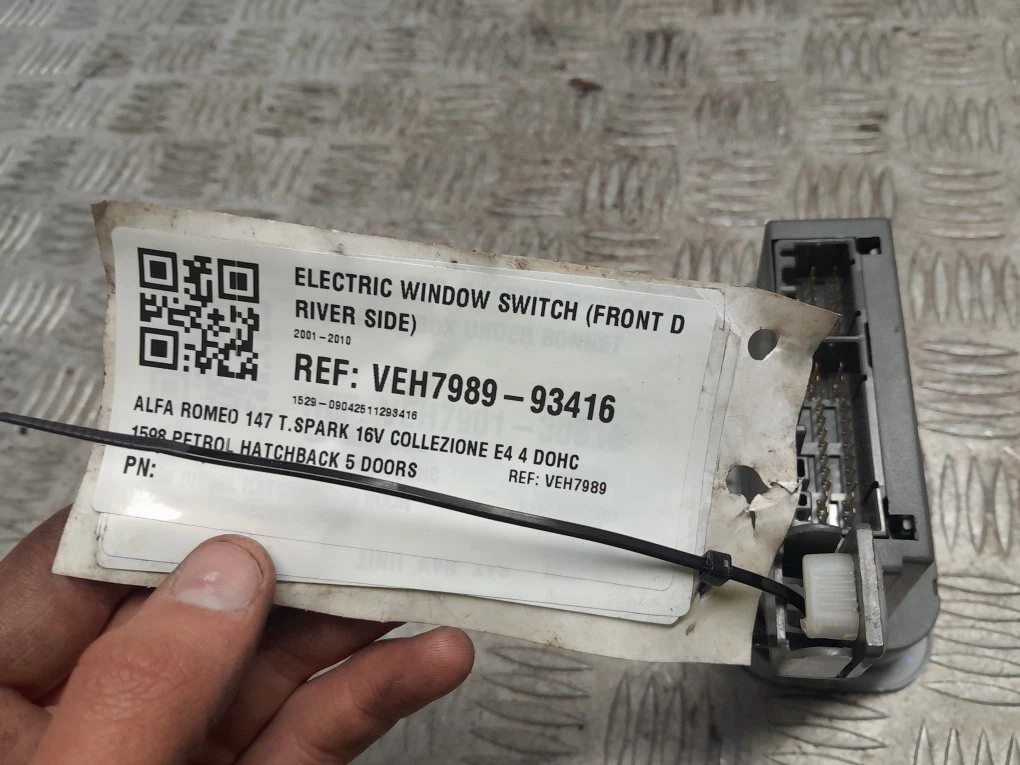 ELECTRIC WINDOW SWITCH (FRONT D
RIVER SIDE)
2001-2010
REF: VEH7989-93416
1529-09042511293416
ALFA ROMEO 147 T.SPARK 16V COLLEZIONE E4 4 DOHC
1598 PETROL HATCHBACK 5 DOORS
REF: VEH7989
PN: